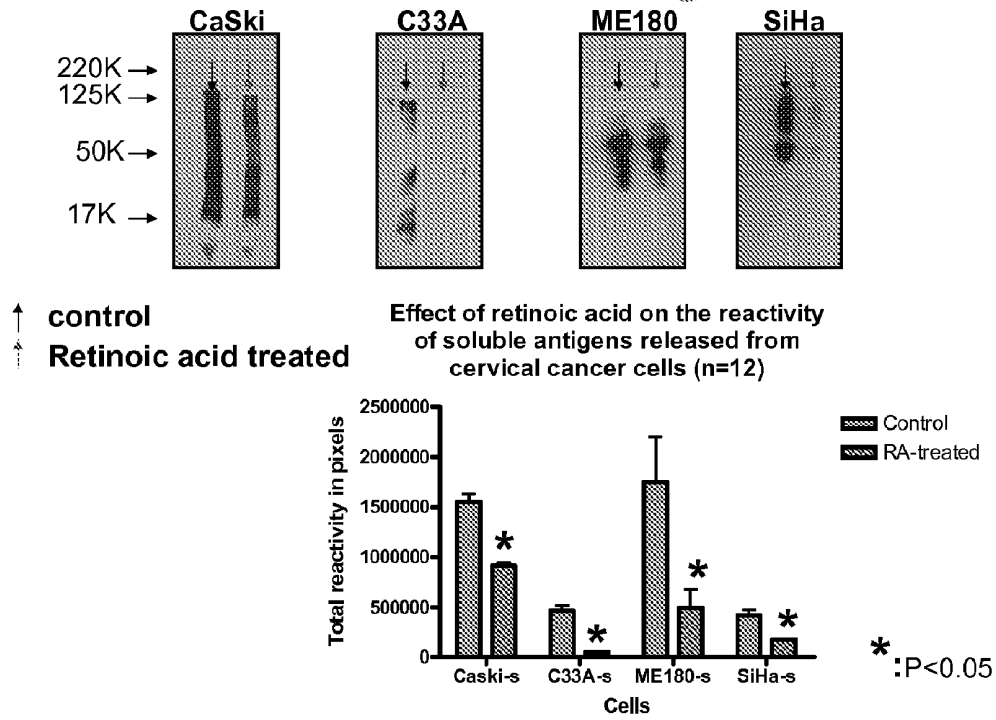 CaSki C33A ME180 SiHa
220K
125K
50K
17K
control
Retinoic acid treated
Effect of retinoic acid on the reactivity
of soluble antigens released from
cervical cancer cells (n=12)
Total reactivity in pixels
2500000
2000000
1500000
1000000
500000
0
* * * *
Caski-s C33A-s ME180-s SiHa-s
Cells
Control
RA-treated
* :P<0.05